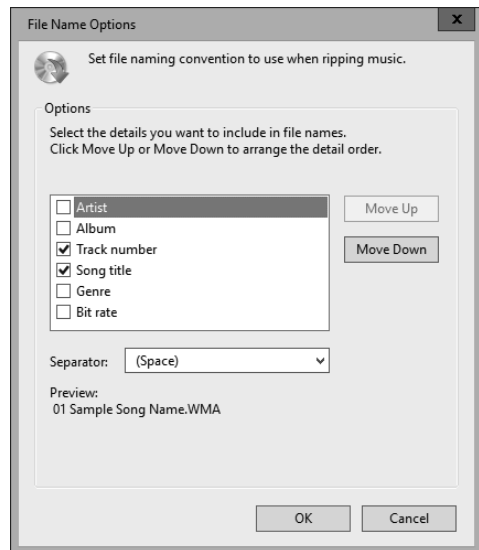 File Name Options
x
Set file naming convention to use when ripping music.
Options
Select the details you want to include in file names.
Click Move Up or Move Down to arrange the detail order.
Artist
Move Up
Album
Track number
Move Down
Song title
Genre
Bit rate
Separator: (Space)
Preview:
01 Sample Song Name.WMA
OK Cancel